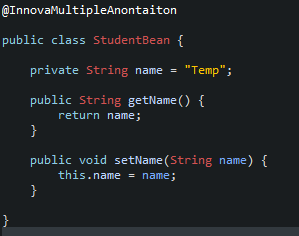 @InnovaMultipleAnontaiton
public class StudentBean {
private String name = "Temp";
public String getName() {
return name;
}
public void setName(String name) {
this.name = name;
}
}